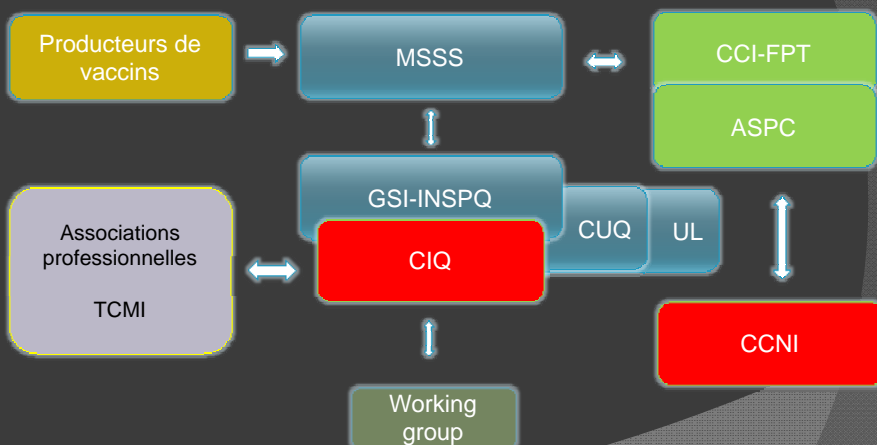 Producteurs de
vaccins
MSSS
CCI-FPT
ASPC
GSI-INSPQ
CUQ
UL
CIQ
Associations
professionnelles
TCMI
CCNI
Working
group